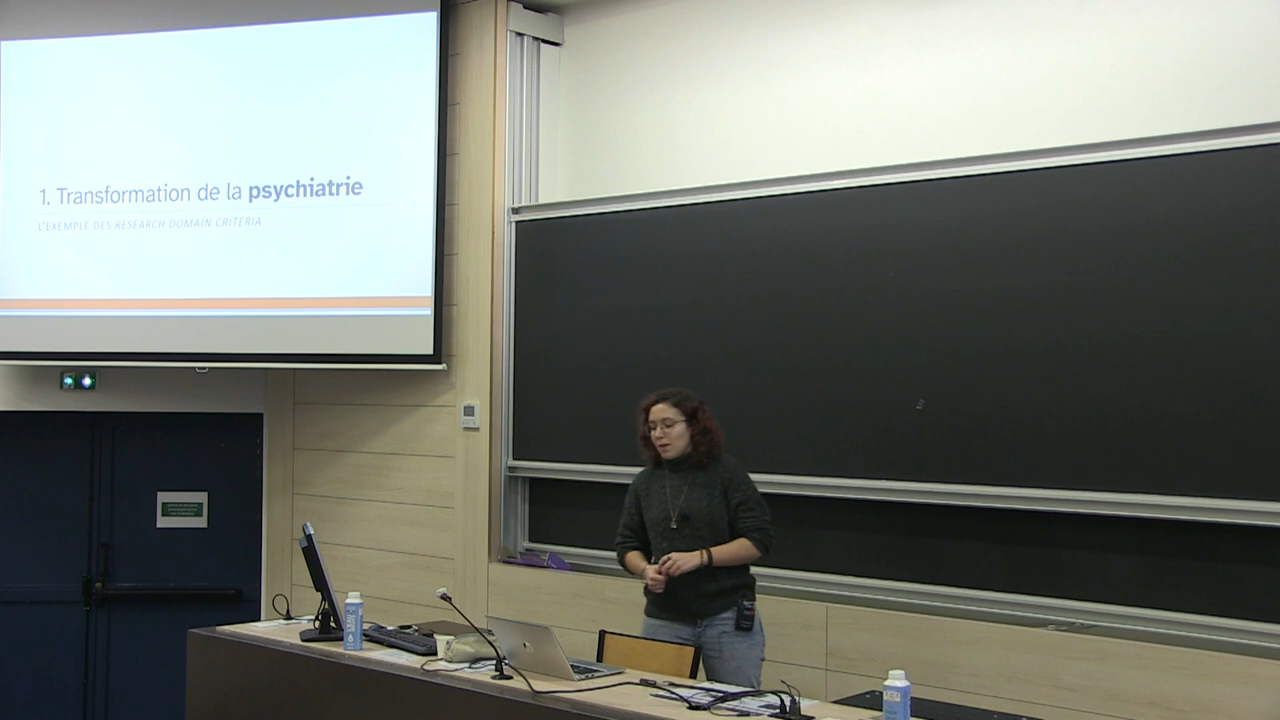 1. Transformation de la psychiatrie
L'EXEMPLE DES RESEARCH DOMAIN CRITERIA